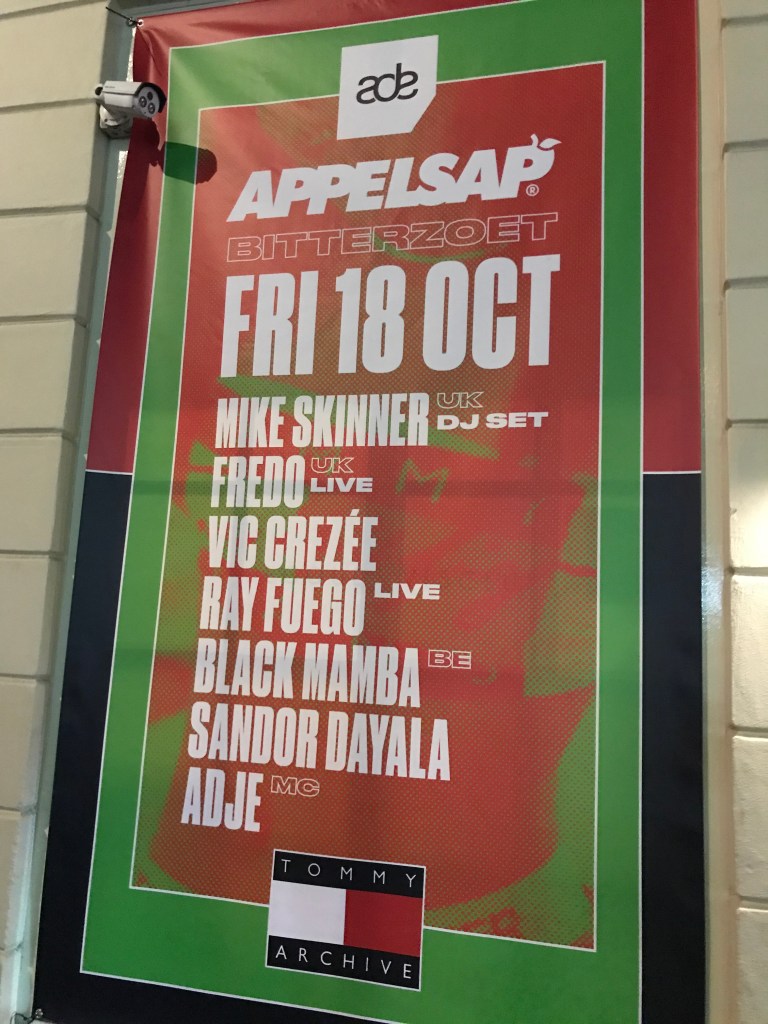 ade
APPELSAP®
BITTERZOET
FRI 18 OCT
MIKE SKINNER UK DJ SET
FREDO UK LIVE
VIC CREZÉE
RAY FUEGO LIVE
BLACK MAMBA BE
SANDOR DAYALA
ADJE MC
TOMMY
ARCHIVE